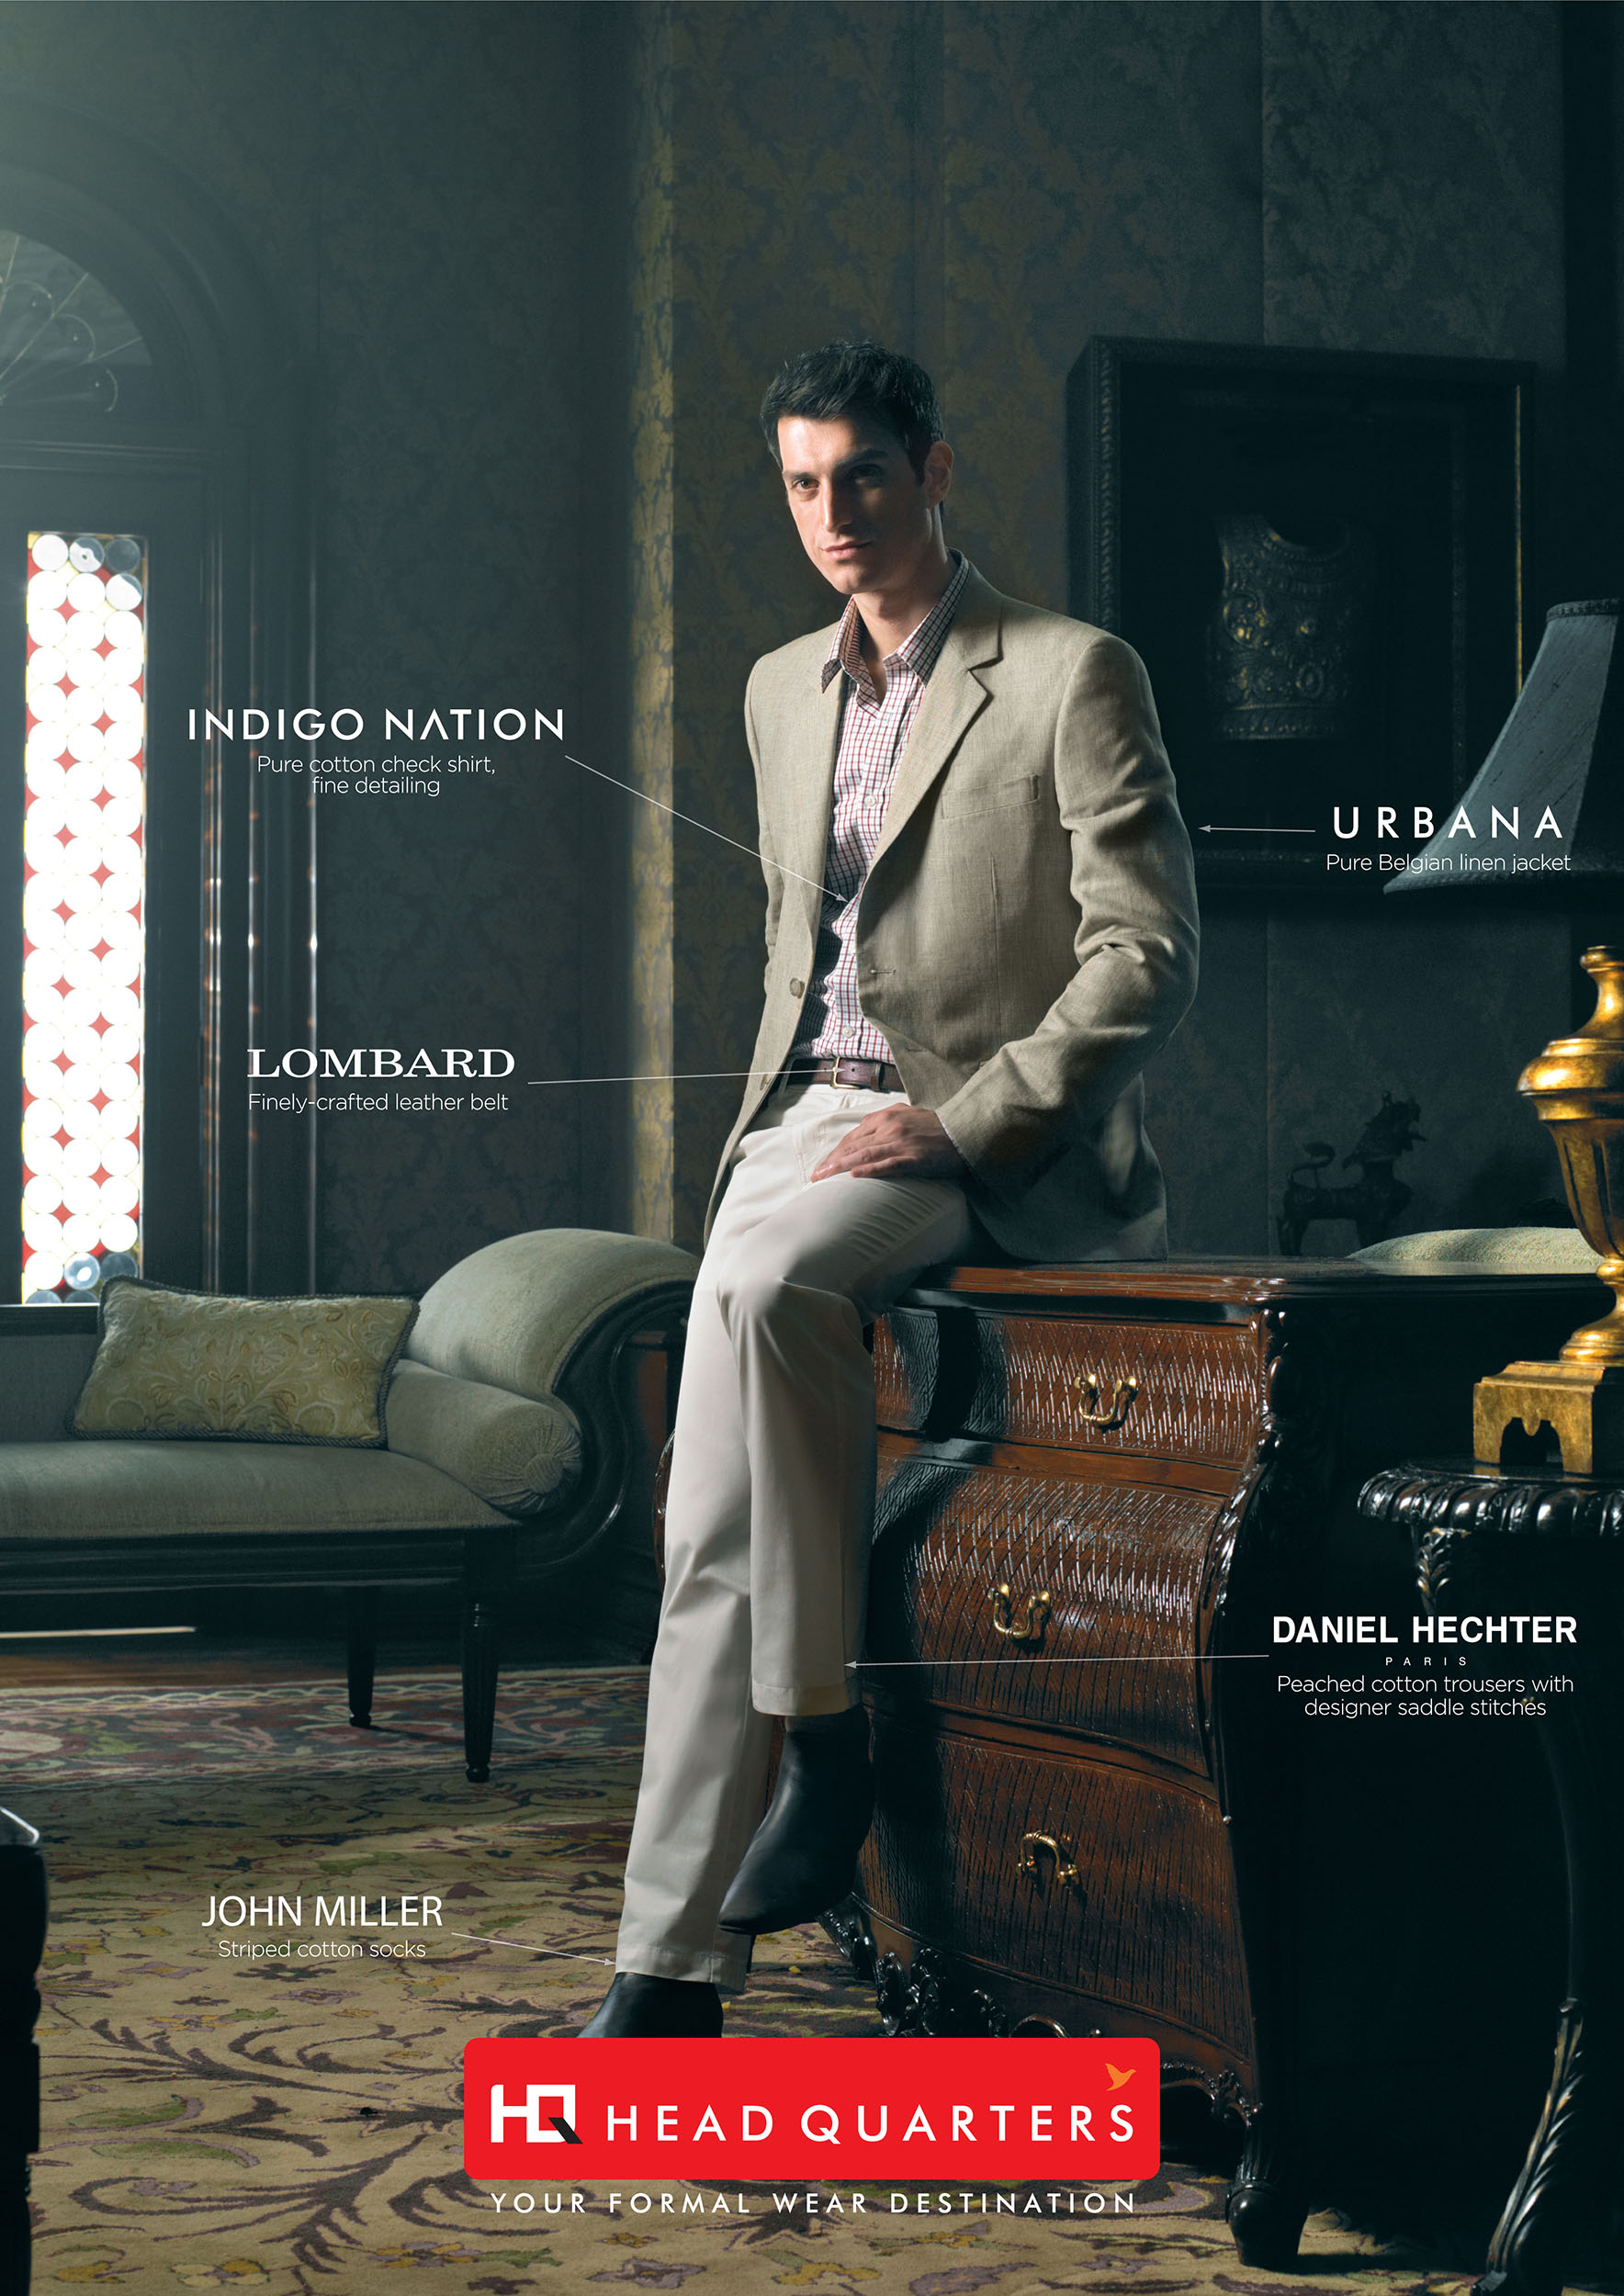 INDIGO NATION
Pure cotton check shirt,
fine detailing
URBANA
Pure Belgian linen jacket
LOMBARD
Finely-crafted leather belt
DANIEL HECHTER
PARIS
Peached cotton trousers with
designer saddle stitches
JOHN MILLER
Striped cotton socks
HQ HEAD QUARTERS
YOUR FORMAL WEAR DESTINATION